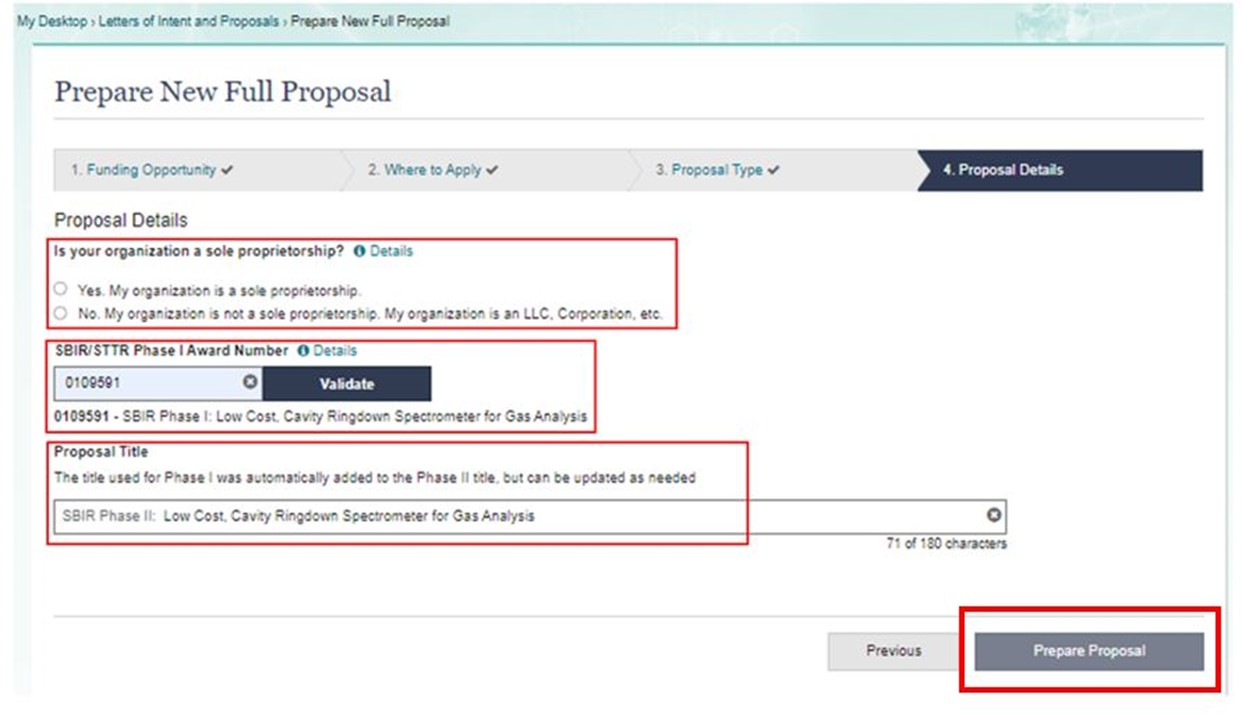 My Desktop › Letters of Intent and Proposals › Prepare New Full Proposal
Prepare New Full Proposal
1. Funding Opportunity ✔ 2. Where to Apply ✔ 3. Proposal Type ✔ 4. Proposal Details
Proposal Details
Is your organization a sole proprietorship? Details
Yes. My organization is a sole proprietorship.
No. My organization is not a sole proprietorship. My organization is an LLC, Corporation, etc.
SBIR/STTR Phase I Award Number Details
0109591 Validate
0109591 - SBIR Phase I: Low Cost, Cavity Ringdown Spectrometer for Gas Analysis
Proposal Title
The title used for Phase I was automatically added to the Phase II title, but can be updated as needed
SBIR Phase II: Low Cost, Cavity Ringdown Spectrometer for Gas Analysis
71 of 180 characters
Previous Prepare Proposal